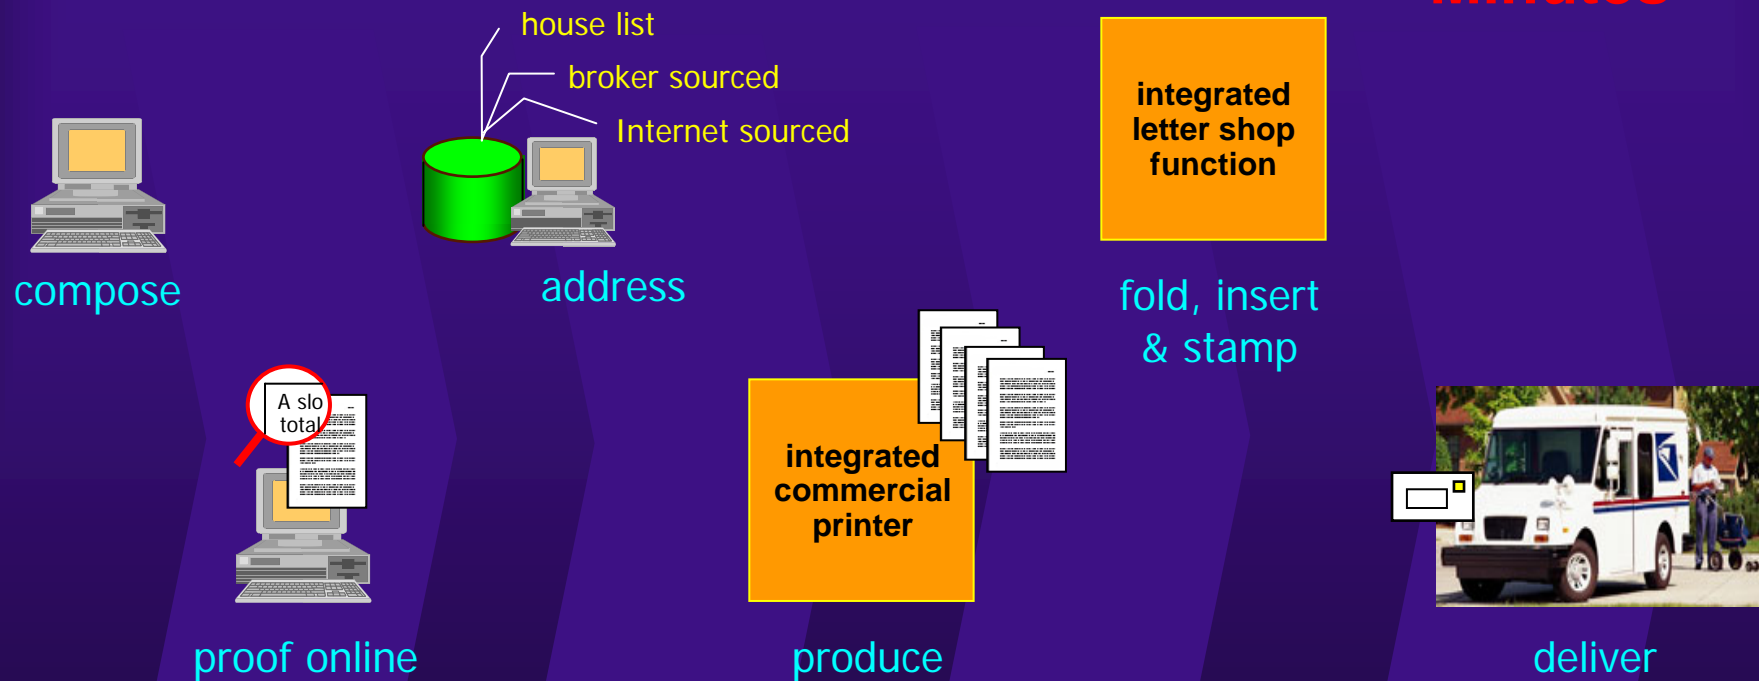 Minutes
house list
broker sourced
Internet sourced
integrated
letter shop
function
compose
address
fold, insert
& stamp
A slo
total
integrated
commercial
printer
proof online
produce
deliver